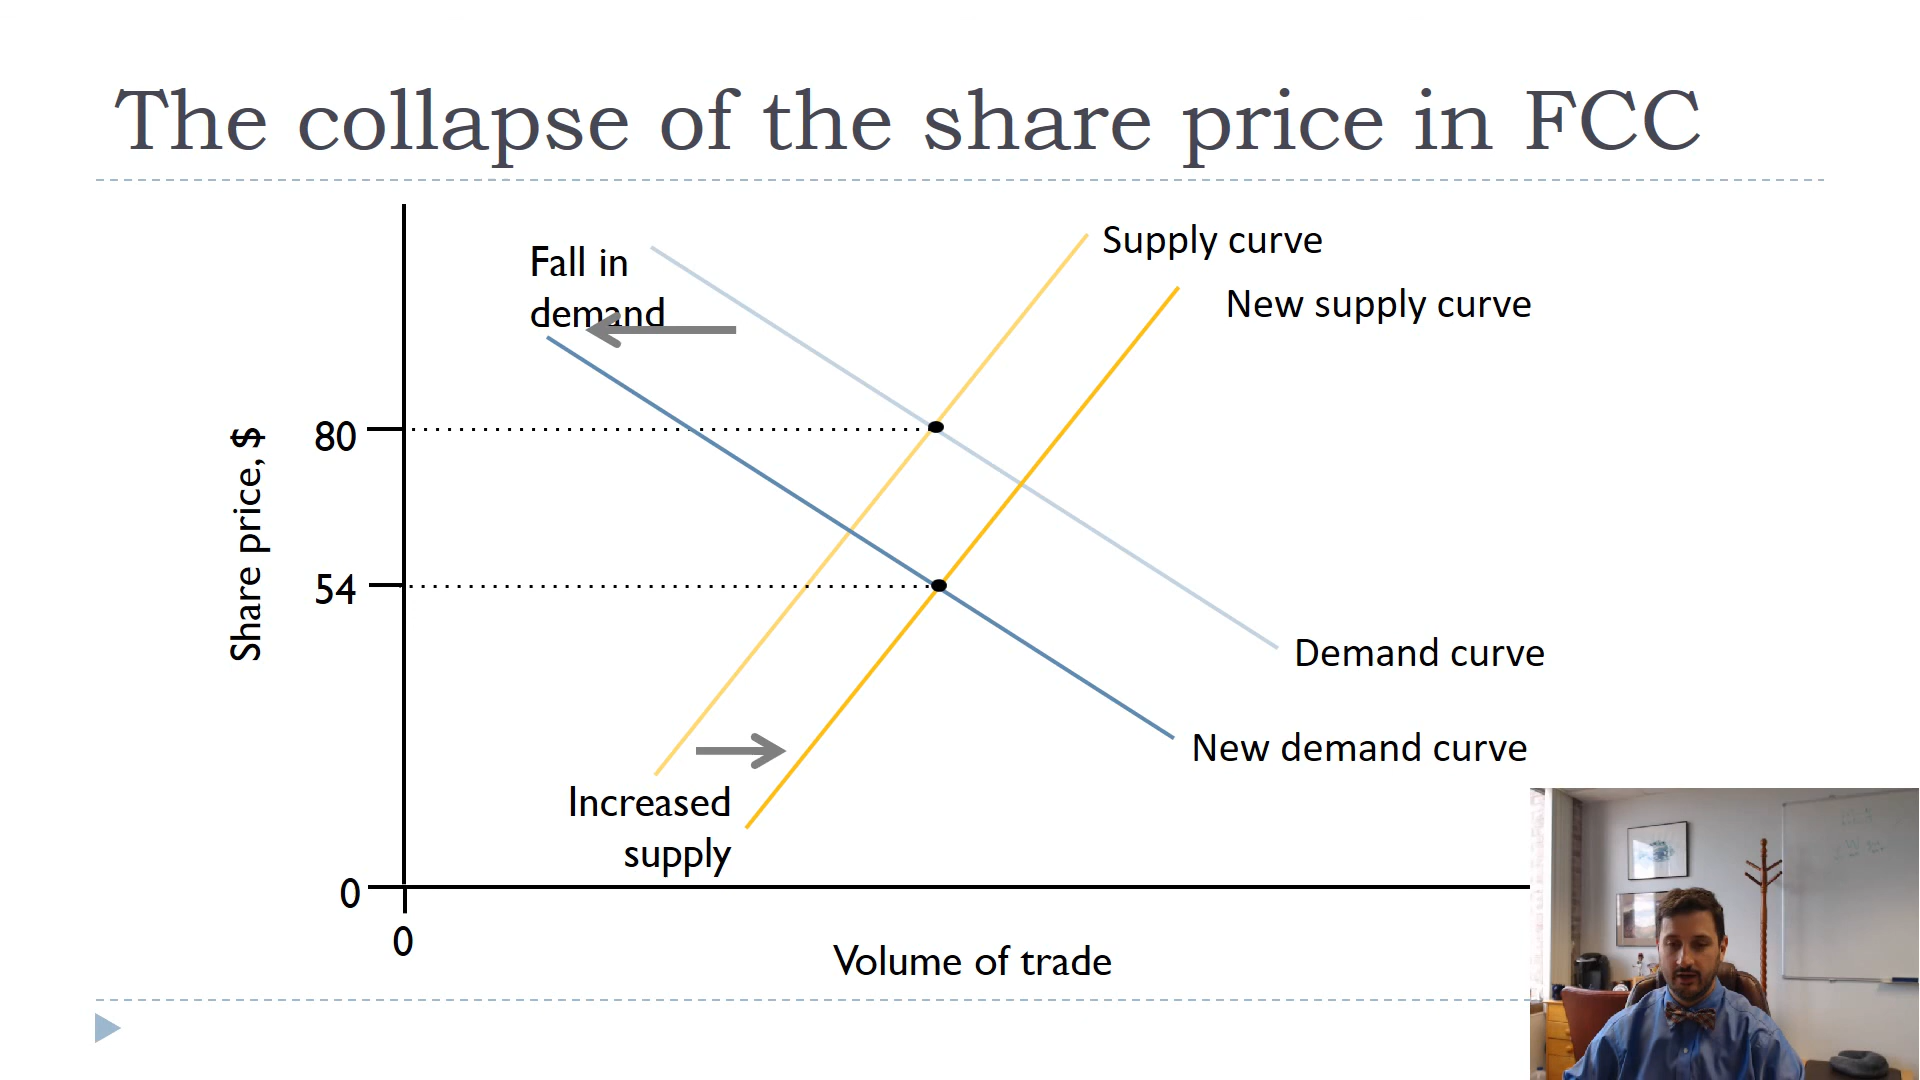 The collapse of the share price in FCC
Fall in
demand
Supply curve
New supply curve
80
Share price, $
54
Demand curve
New demand curve
Increased
supply
0
0
Volume of trade